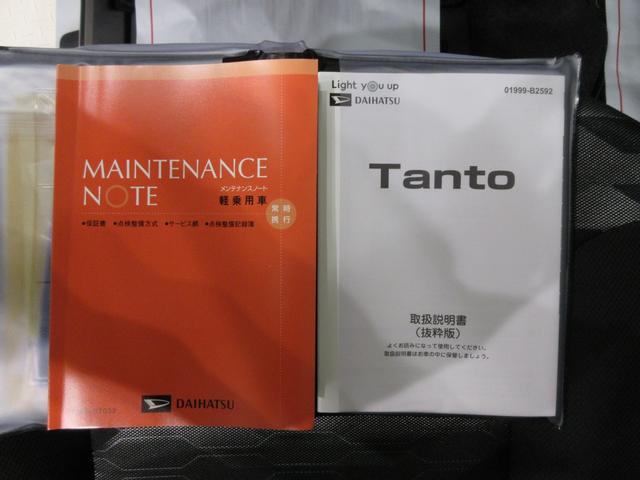 MAINTENANCE
NOTE
メンテナンスノート
軽乗用車
常時
携行
●保証書 ●点検整備方式 ●サービス網 ●点検整備記録簿
DAIHATSU
Light you up
DAIHATSU
01999-B2592
Tanto
取扱説明書
(抜粋版)
よくお読みになって使用してください。
取扱説明書はお車の中に保管しましょう。